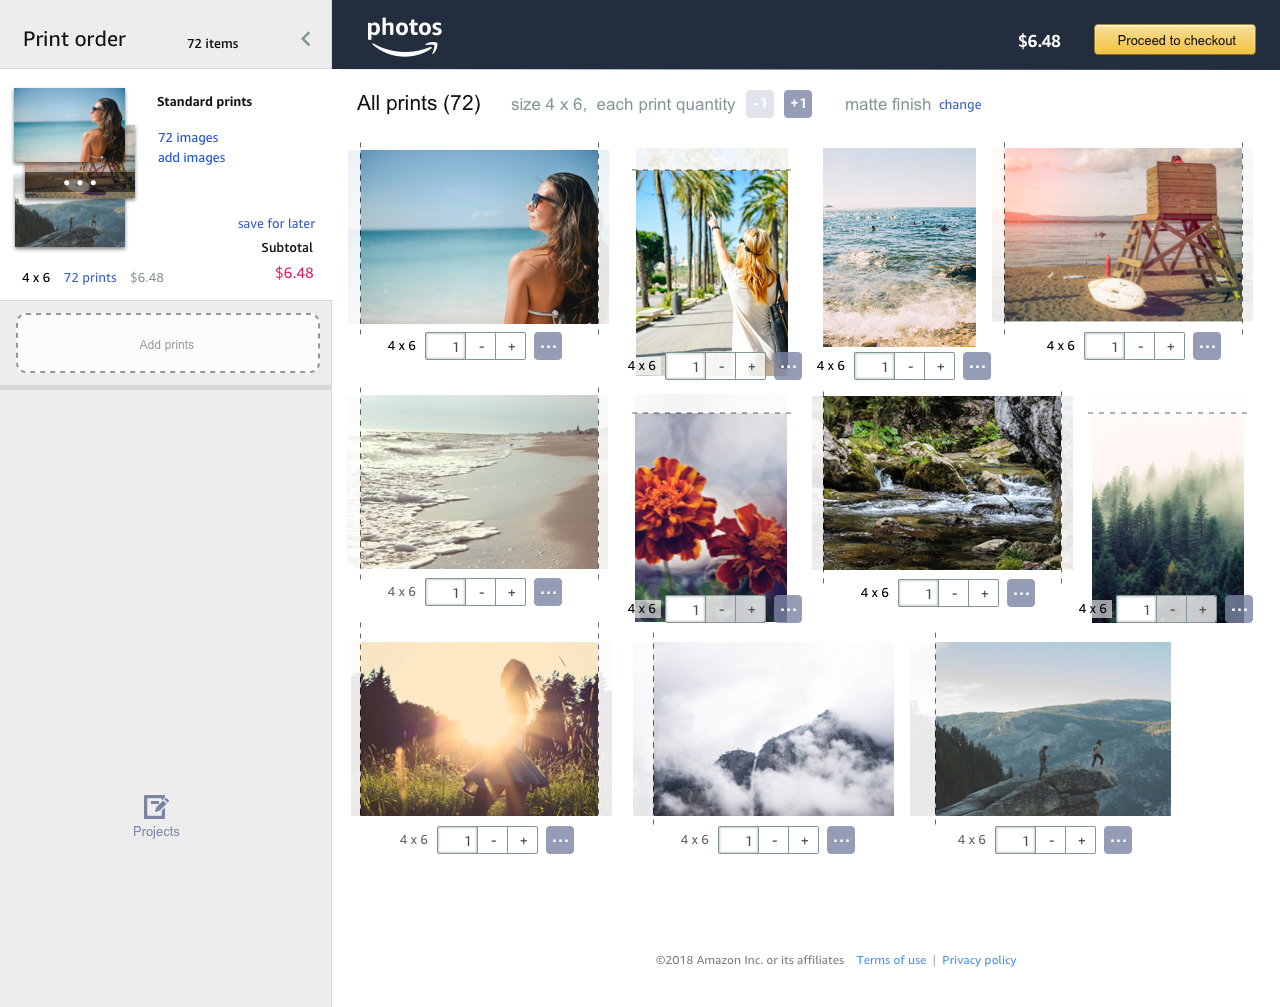 Print order
72 items
photos
$6.48
Proceed to checkout
Standard prints
72 images
add images
save for later
Subtotal
$6.48
4 x 6 72 prints $6.48
Add prints
Projects
All prints (72) size 4 x 6, each print quantity -1 +1 matte finish change
4 x 6 1 - + ...
4 x 6 1 - + ...
4 x 6 1 - + ...
4 x 6 1 - + ...
4 x 6 1 - + ...
4 x 6 1 - + ...
4 x 6 1 - + ...
4 x 6 1 - + ...
4 x 6 1 - + ...
4 x 6 1 - + ...
4 x 6 1 - + ...
©2018 Amazon Inc. or its affiliates Terms of use | Privacy policy